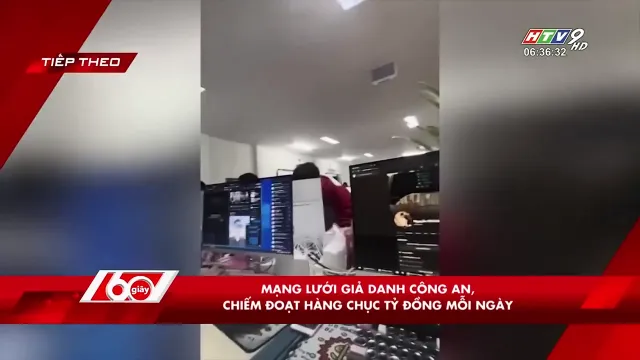 TIẾP THEO
HTV9
HD
06:36:32
60
giây
MẠNG LƯỚI GIẢ DANH CÔNG AN,
CHIẾM ĐOẠT HÀNG CHỤC TỶ ĐỒNG MỖI NGÀY